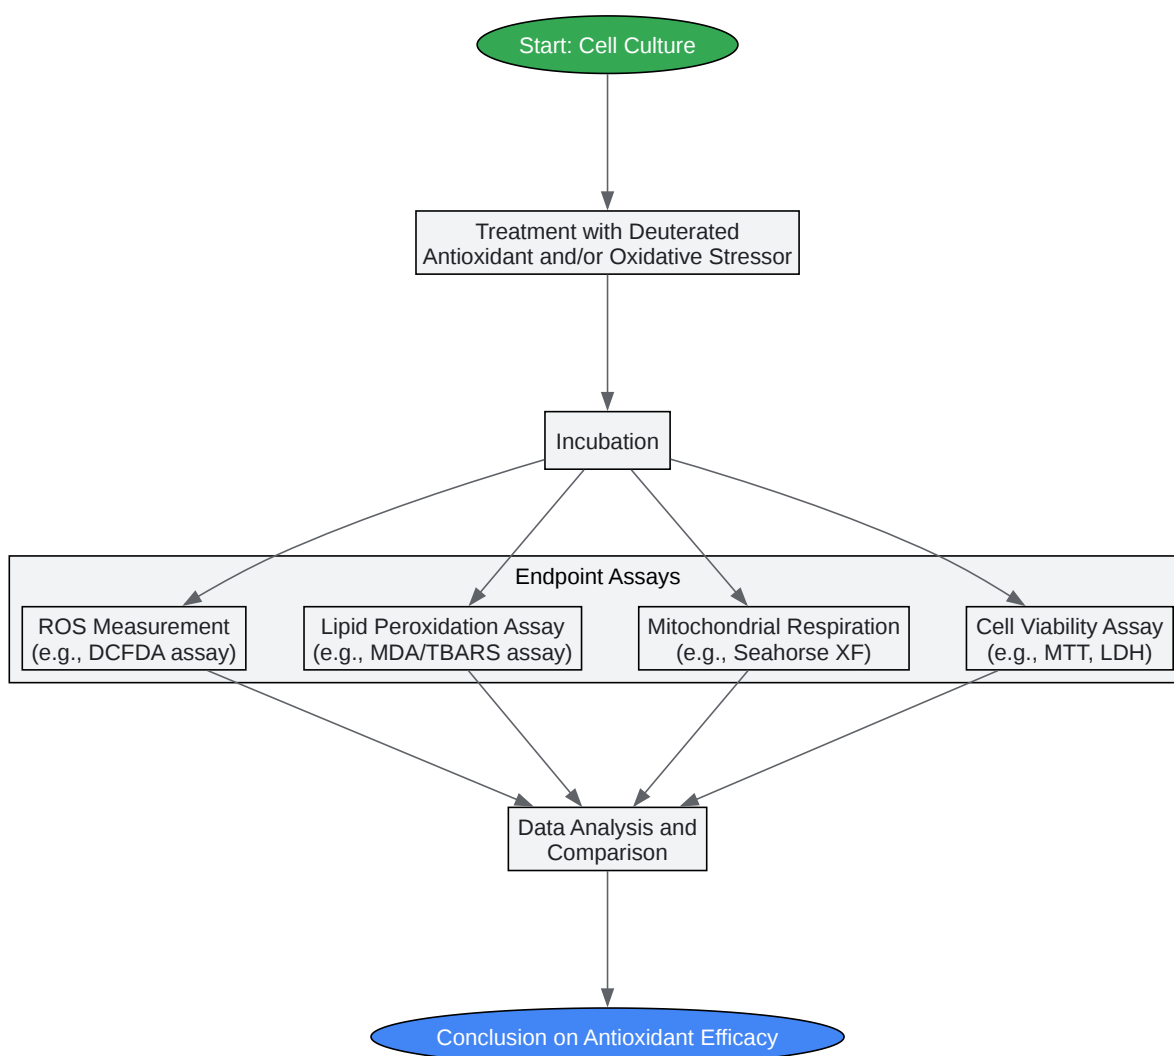 Start: Cell Culture
Treatment with Deuterated
Antioxidant and/or Oxidative Stressor
Incubation
Endpoint Assays
ROS Measurement
(e.g., DCFDA assay)
Lipid Peroxidation Assay
(e.g., MDA/TBARS assay)
Mitochondrial Respiration
(e.g., Seahorse XF)
Cell Viability Assay
(e.g., MTT, LDH)
Data Analysis and
Comparison
Conclusion on Antioxidant Efficacy